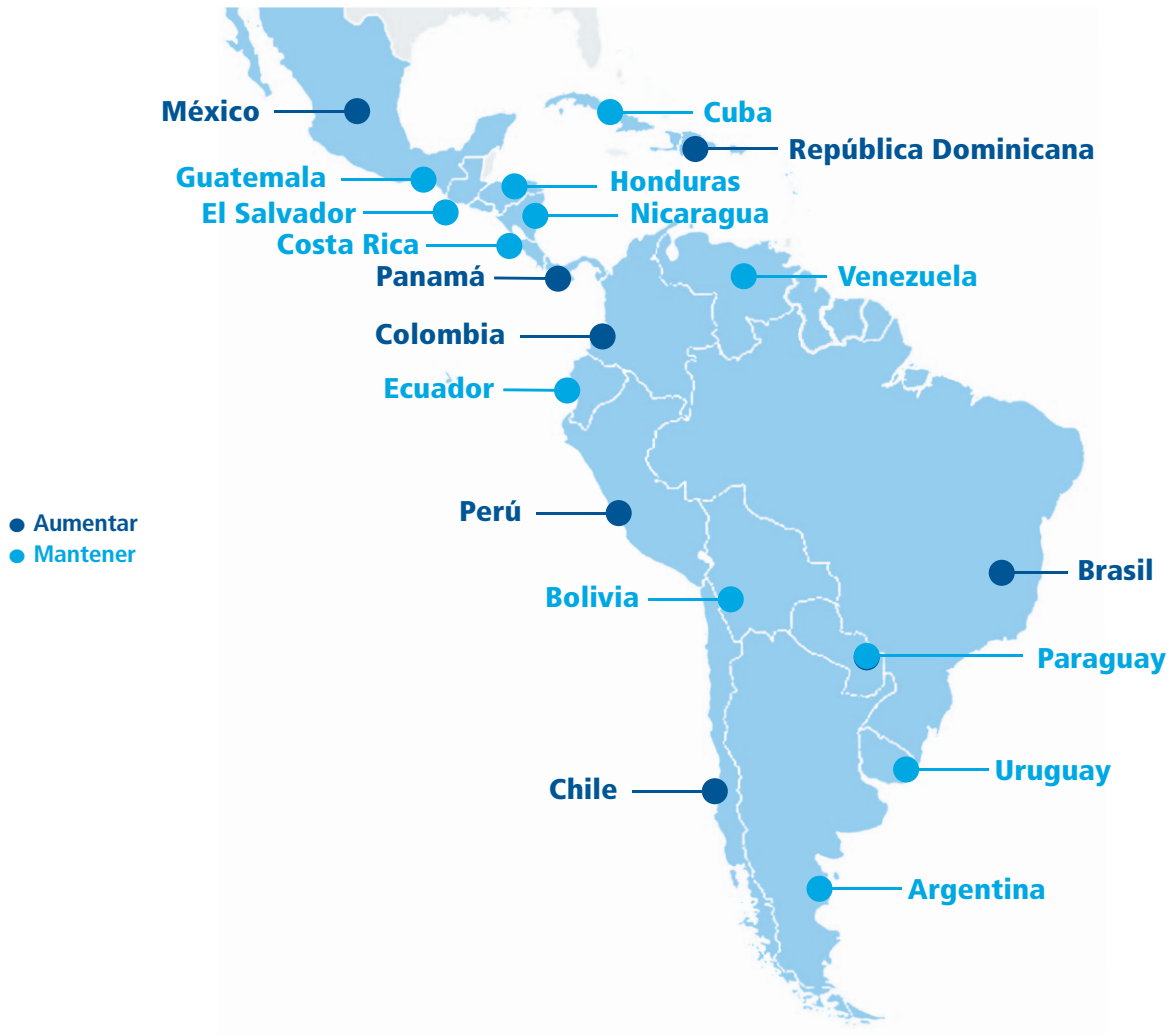 México
Cuba
República Dominicana
Guatemala
Honduras
El Salvador
Nicaragua
Costa Rica
Panamá
Venezuela
Colombia
Ecuador
Perú
Aumentar
Mantener
Brasil
Bolivia
Paraguay
Uruguay
Chile
Argentina